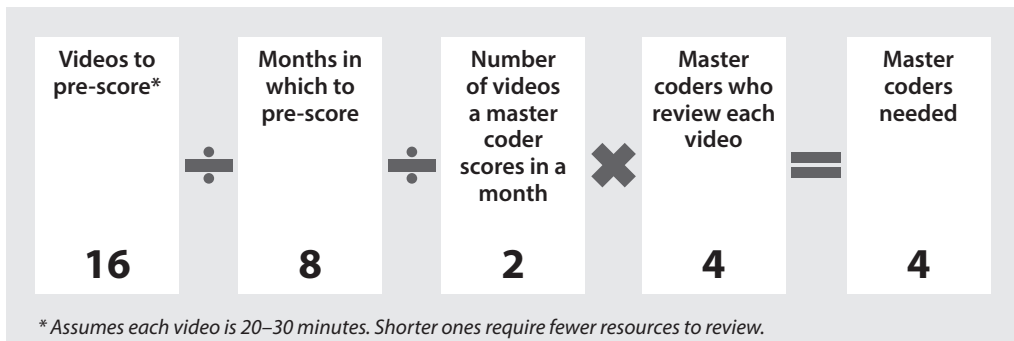 Videos to
pre-score*
16
÷
Months in
which to
pre-score
8
÷
Number
of videos
a master
coder
scores in a
month
2
×
Master
coders who
review each
video
4
=
Master
coders
needed
4
* Assumes each video is 20–30 minutes. Shorter ones require fewer resources to review.